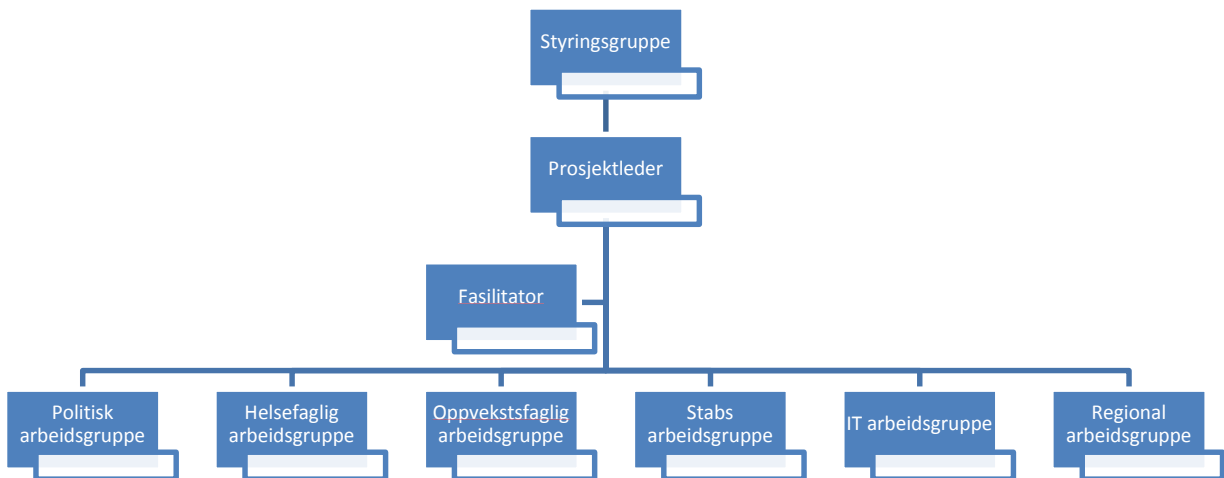 Styringsgruppe
Prosjektleder
Fasilitator
Politisk
arbeidsgruppe
Helsefaglig
arbeidsgruppe
Oppvekstsfaglig
arbeidsgruppe
Stabs
arbeidsgruppe
IT arbeidsgruppe
Regional
arbeidsgruppe